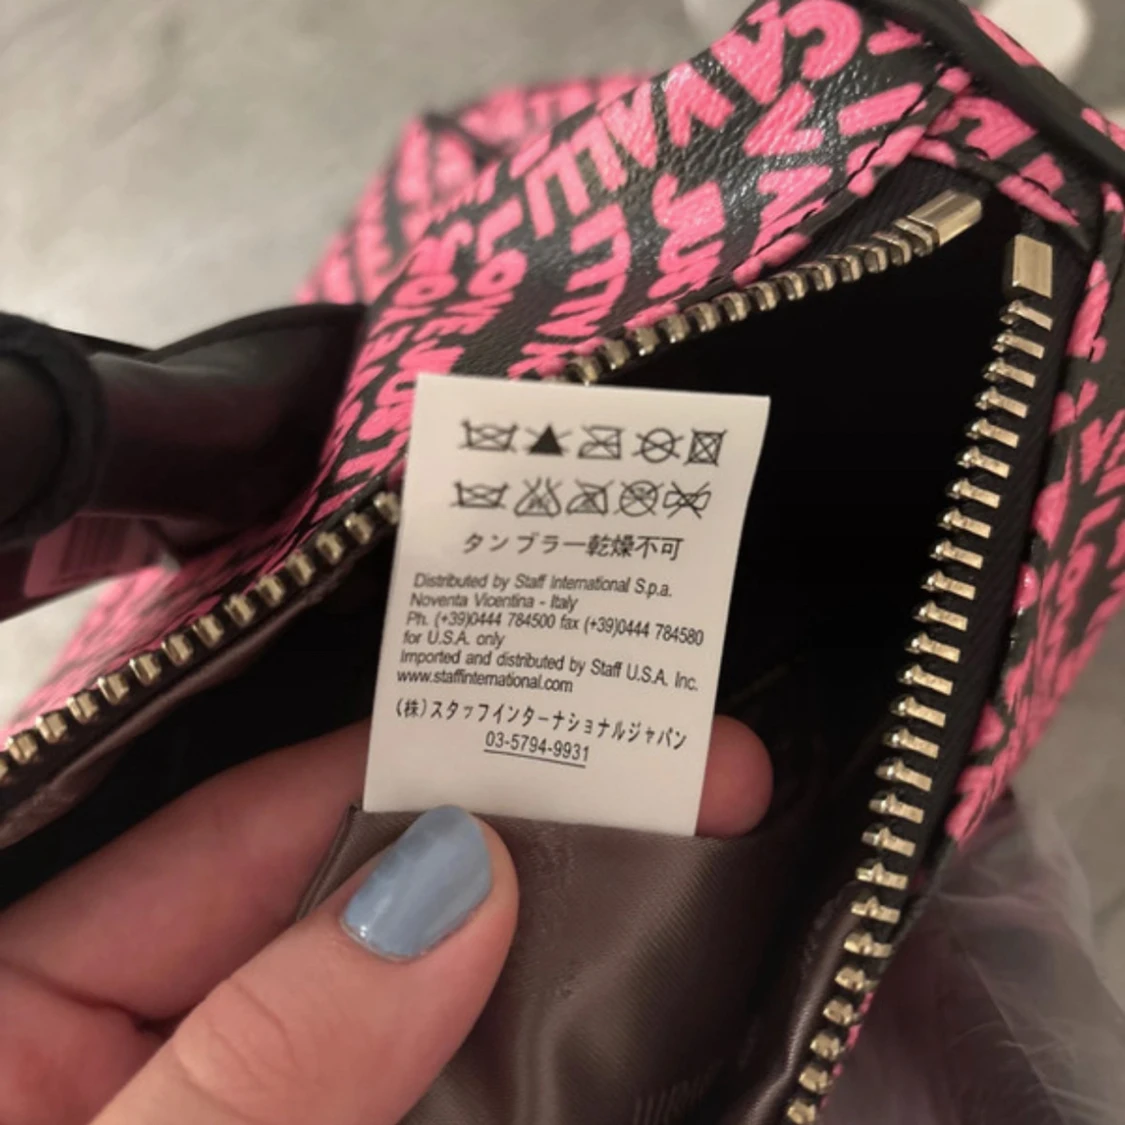 LOVE
JUST
タンブラー乾燥不可
Distributed by Staff International S.p.a.
Noventa Vicentina - Italy
Ph. (+39)0444 784500 fax (+39)0444 784580
for U.S.A. only
Imported and distributed by Staff U.S.A. Inc.
www.staffinternational.com
(株)スタッフインターナショナルジャパン
03-5794-9931